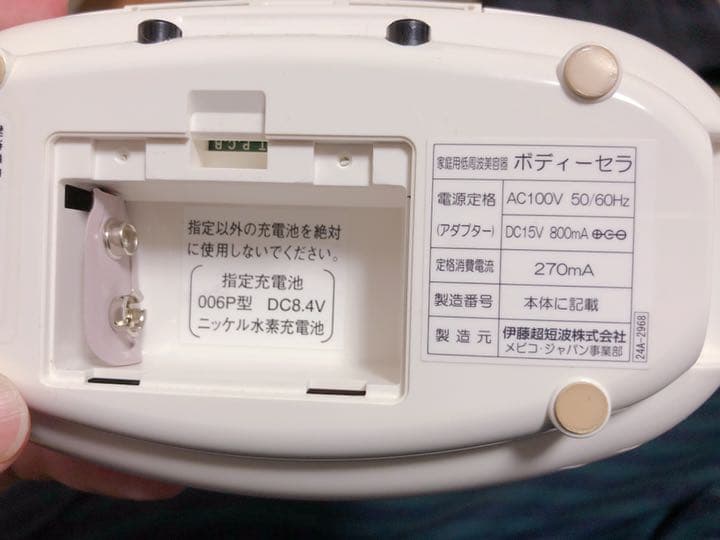 TPCB
指定以外の充電池を絶対
に使用しないでください。
指定充電池
006P型 DC8.4V
ニッケル水素充電池
家庭用低周波美容器 ボディーセラ
電源定格 AC100V 50/60Hz
(アダプター) DC15V 800mA
定格消費電流 270mA
製造番号 本体に記載
製造元 伊藤超短波株式会社
メピコ・ジャパン事業部
24A-2968